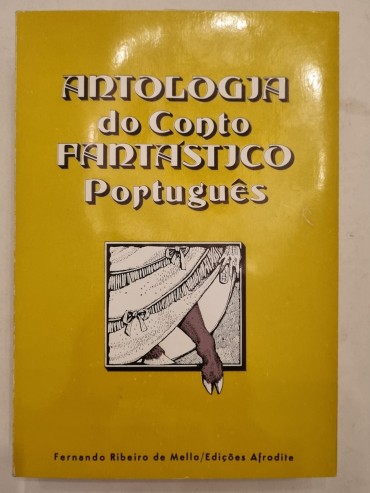 ANTOLOGIA
do Conto
FANTÁSTICO
Português
Fernando Ribeiro de Mello/Edições Afrodite